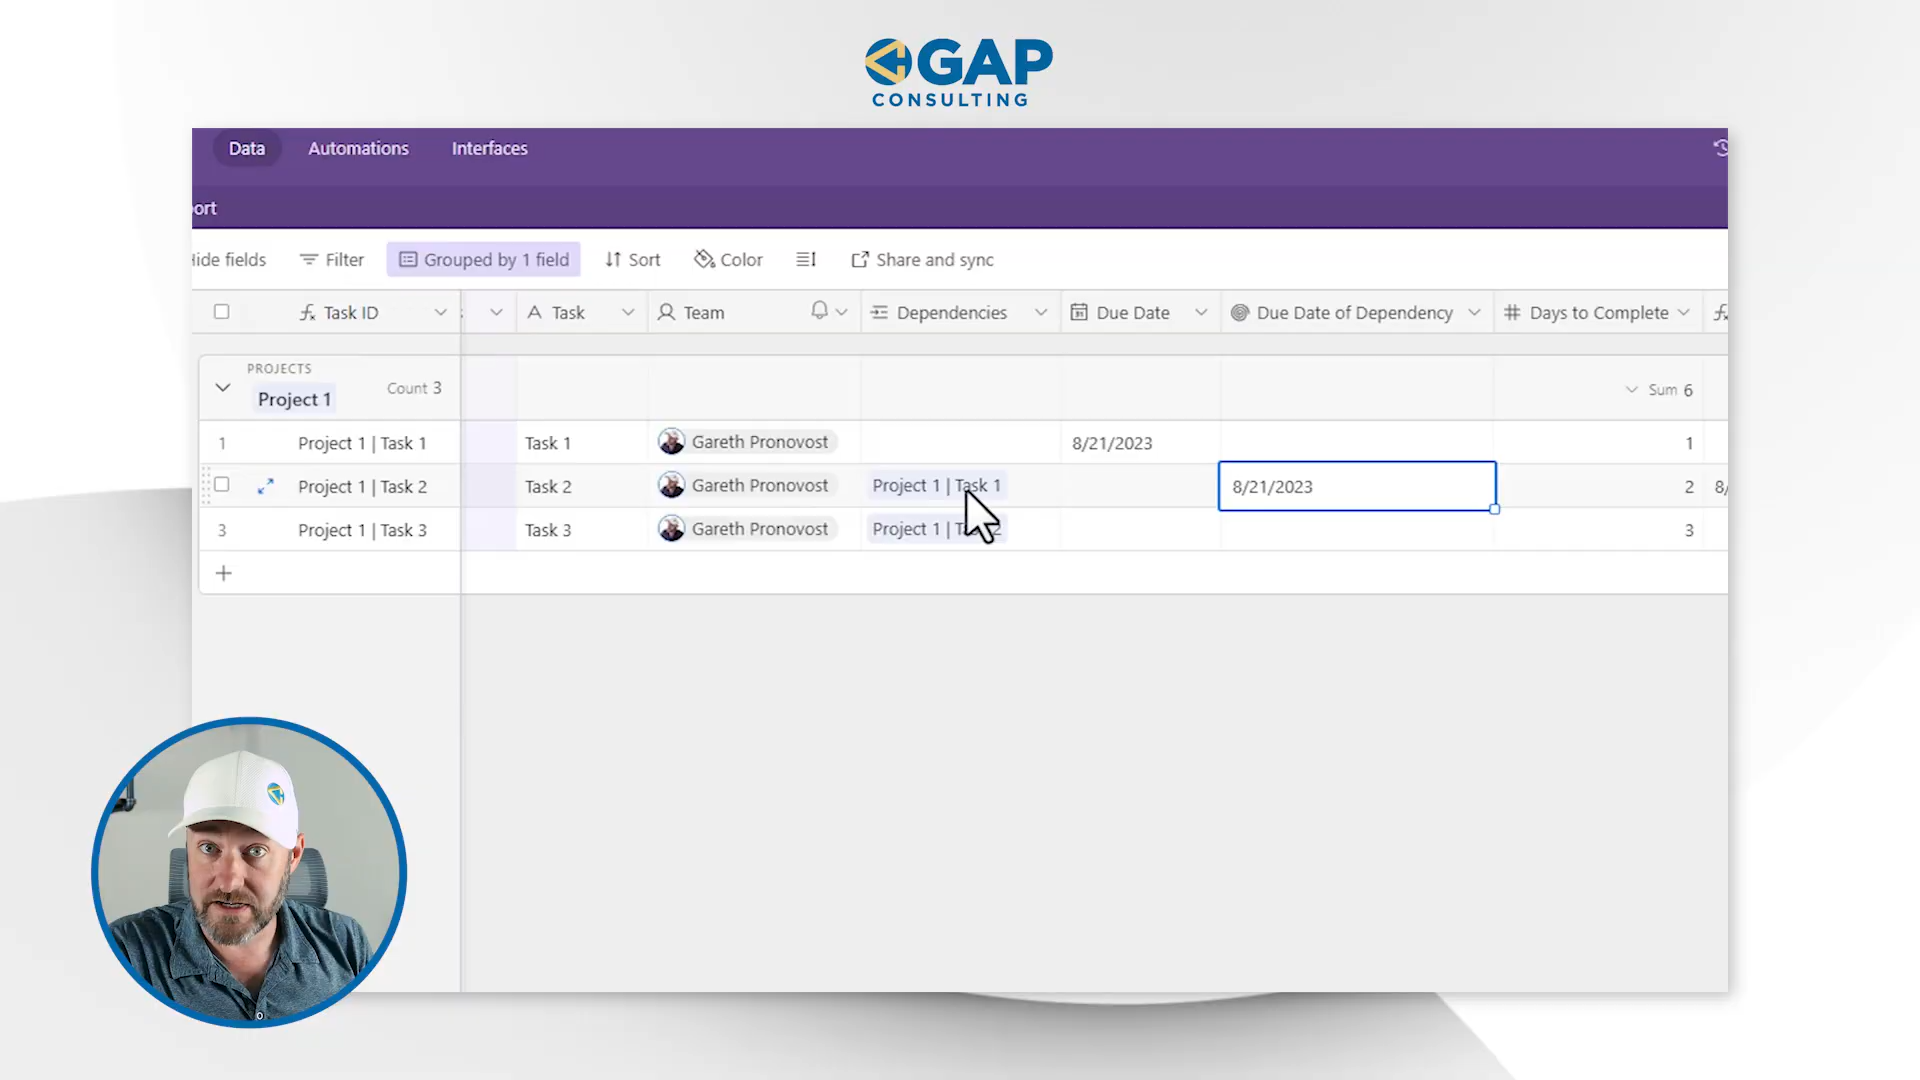 GAP
CONSULTING
Data Automations Interfaces
ort
ide fields Filter Grouped by 1 field Sort Color Share and sync
Task ID Task Team Dependencies Due Date Due Date of Dependency Days to Complete
PROJECTS
Project 1 Count 3 Sum 6
1 Project 1 | Task 1 Task 1 Gareth Pronovost 8/21/2023 1
Project 1 | Task 2 Task 2 Gareth Pronovost Project 1 | Task 1 8/21/2023 2 8/
3 Project 1 | Task 3 Task 3 Gareth Pronovost Project 1 | 2 3